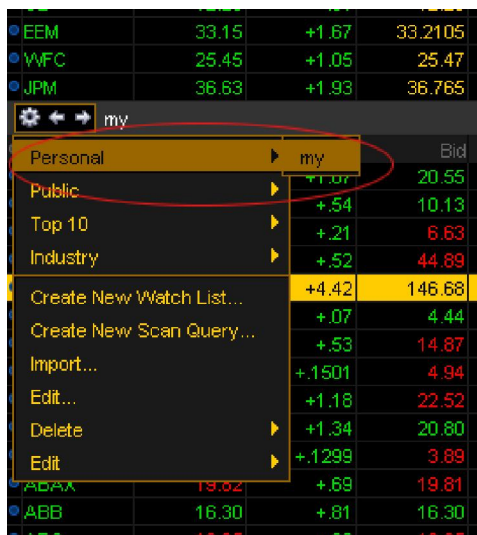 EEM 33.15 +1.67 33.2105
WFC 25.45 +1.05 25.47
JPM 36.63 +1.93 36.765
my
Personal my Bid
Public 20.55
+.54 10.13
Top 10 +.21 6.63
Industry +.52 44.89
Create New Watch List... +4.42 146.68
+.07 4.44
Create New Scan Query... +.53 14.87
Import... +.1501 4.94
Edit... +1.18 22.52
Delete +1.34 20.80
Edit +.1299 3.89
ABAX 19.82 +.69 19.81
ABB 16.30 +.81 16.30